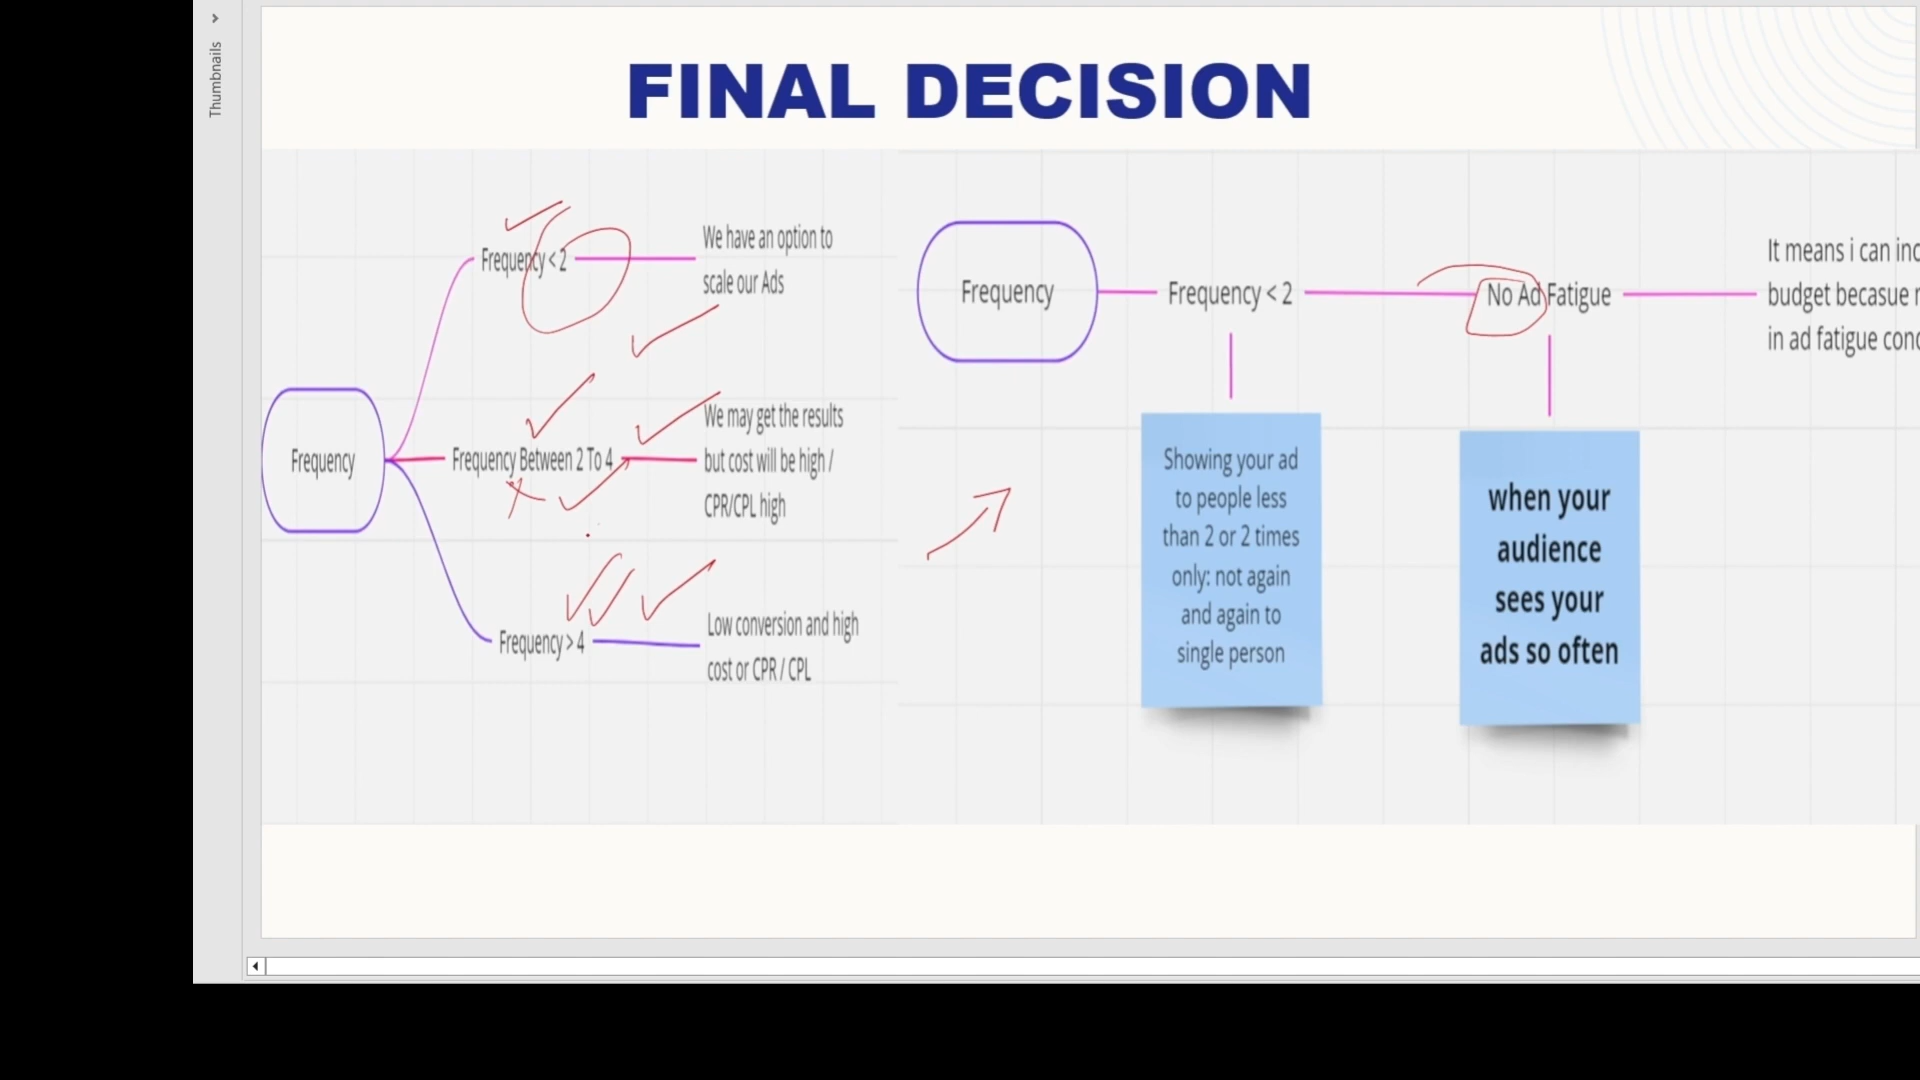 Thumbnails
FINAL DECISION
Frequency
Frequency < 2
We have an option to
scale our Ads
Frequency Between 2 To 4
We may get the results
but cost will be high /
CPR/CPL high
Frequency > 4
Low conversion and high
cost or CPR / CPL
Frequency
Frequency < 2
No Ad Fatigue
It means i can inc
budget becasue
in ad fatigue
Showing your ad
to people less
than 2 or 2 times
only: not again
and again to
single person
when your
audience
sees your
ads so often